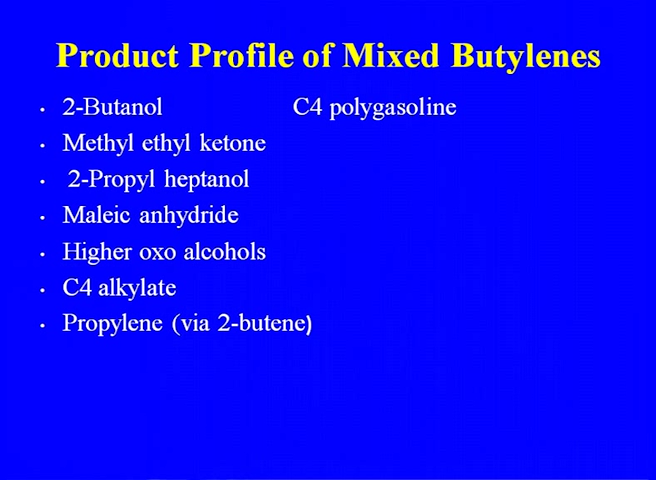 Product Profile of Mixed Butylenes
• 2-Butanol C4 polygasoline
• Methyl ethyl ketone
• 2-Propyl heptanol
• Maleic anhydride
• Higher oxo alcohols
• C4 alkylate
• Propylene (via 2-butene)